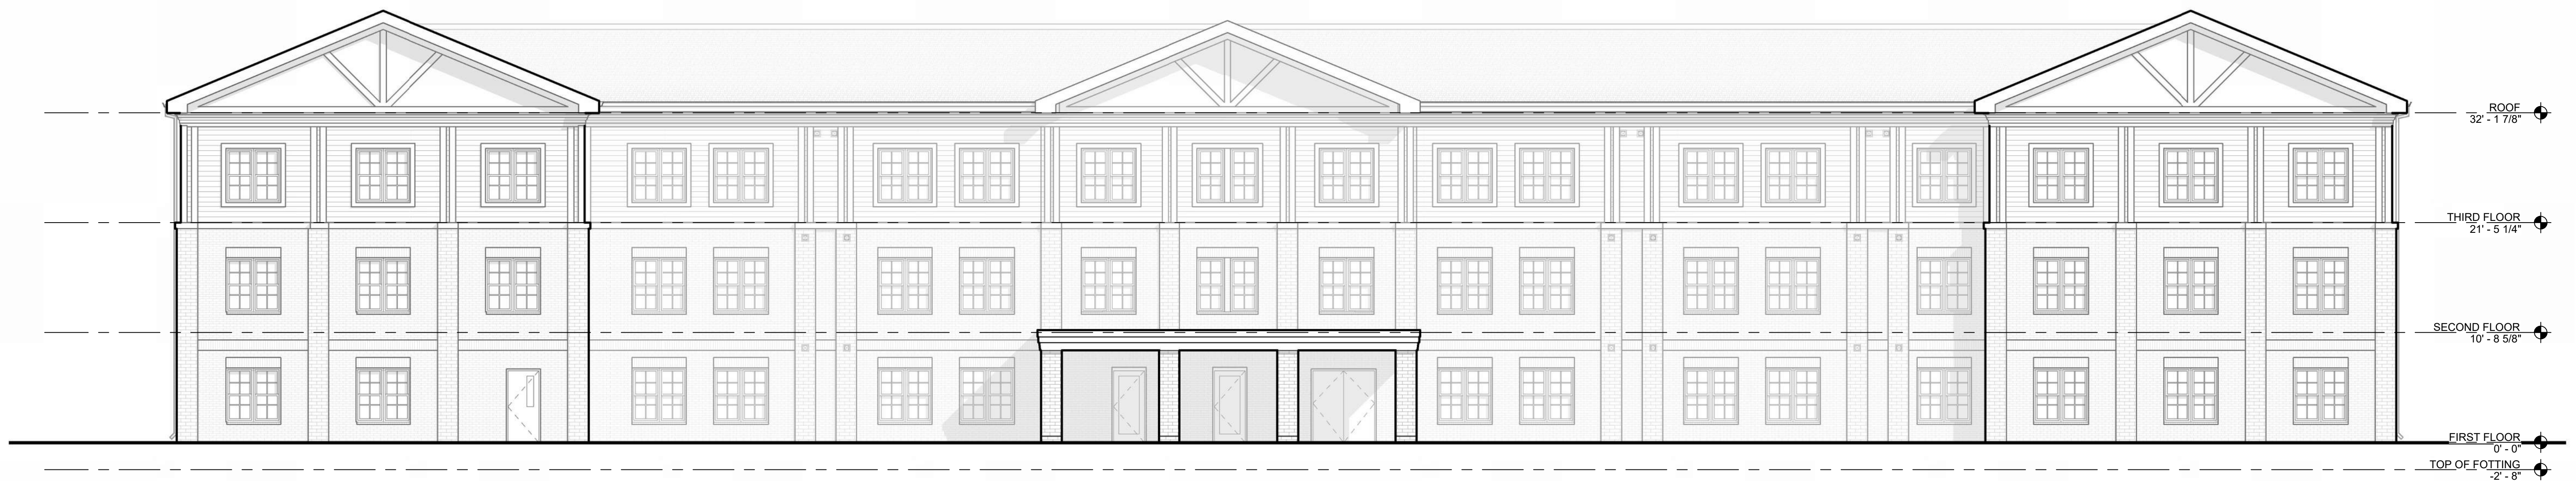 ROOF
32' - 1 7/8"
THIRD FLOOR
21' - 5 1/4"
SECOND FLOOR
10' - 8 5/8"
FIRST FLOOR
0' - 0"
TOP OF FOTTING
-2' - 8"